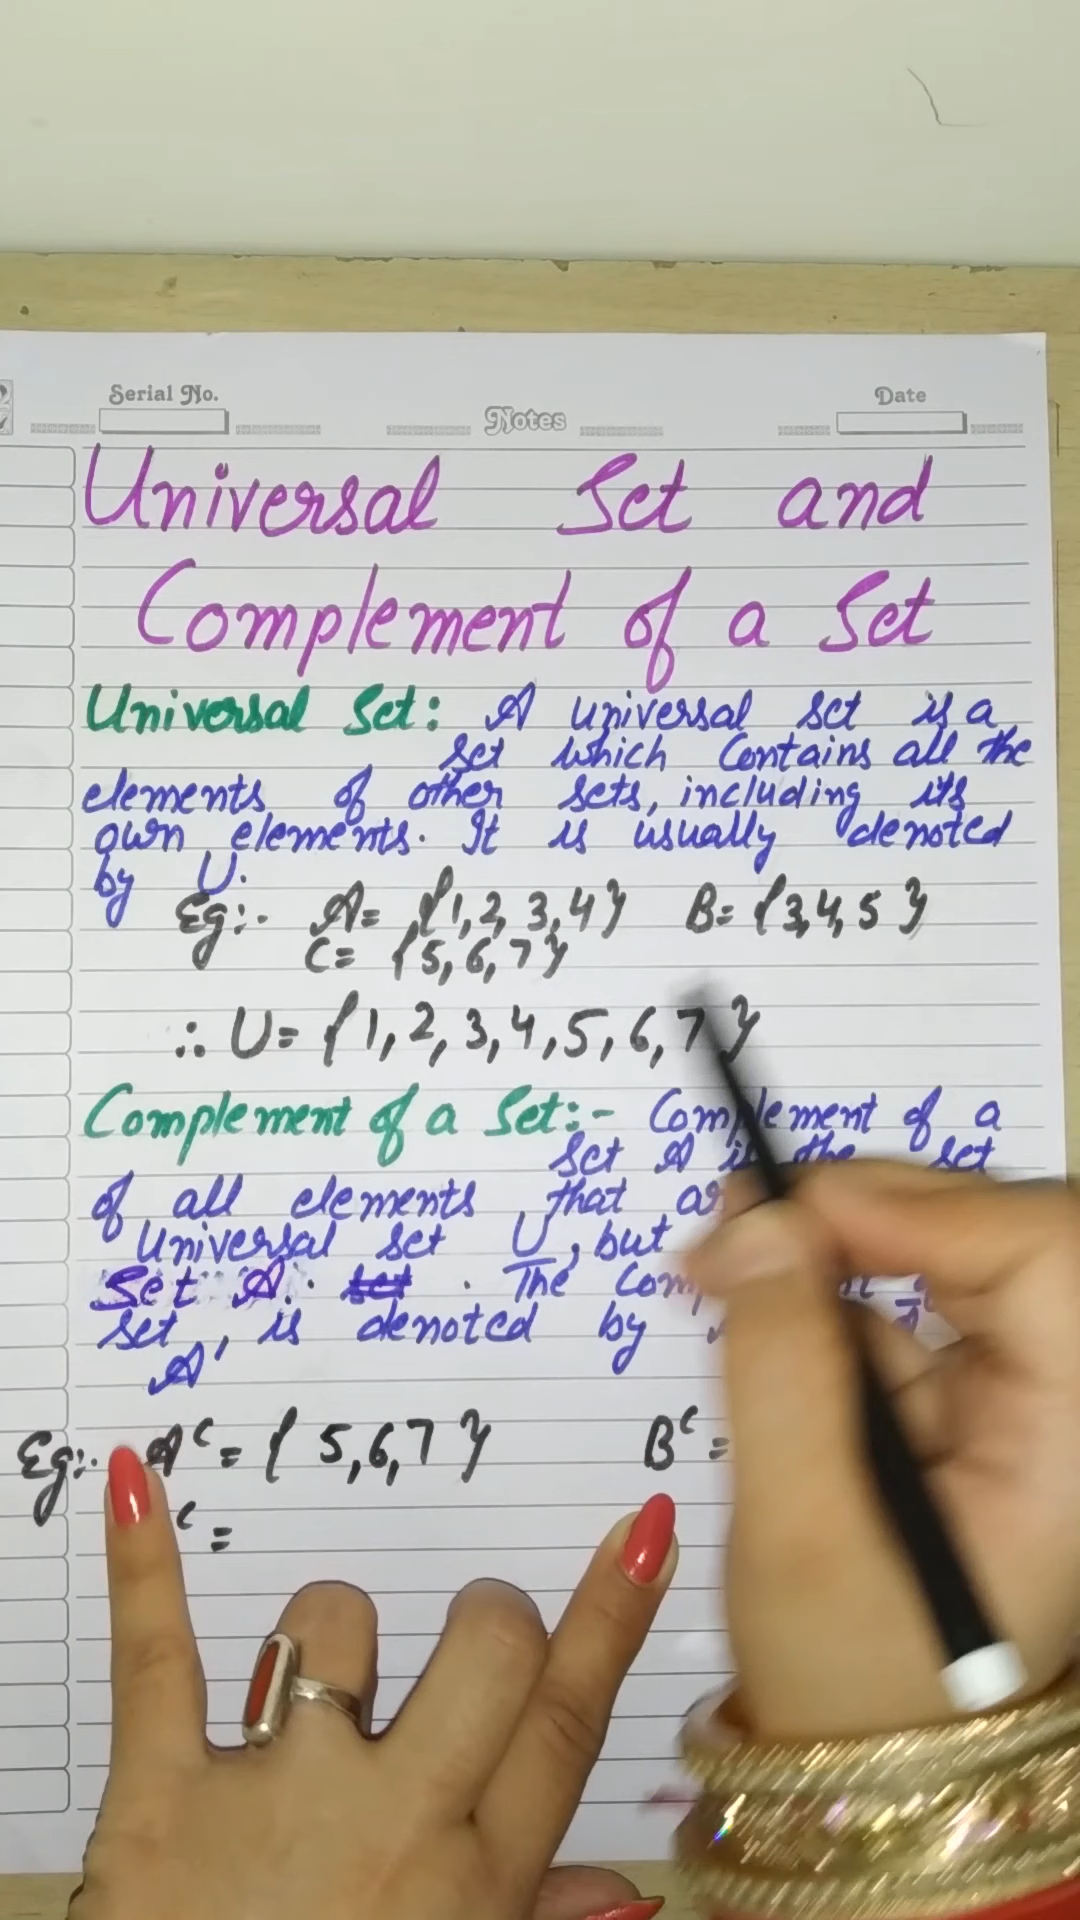 Serial No.
Notes
Date
Universal Set and
Complement of a Set
Universal Set: A universal set is a
set which contains all the
elements of other sets, including its
own elements. It is usually denoted
by U.
Eg:- A= {1,2,3,4} B={3,4,5}
C= {5,6,7}
∴ U= {1,2,3,4,5,6,7}
Complement of a Set:- Complement of a
set A is the set
of all elements that
Universal set U, but
Set A. set . The
set, is denoted by
A'
Eg:- Aᶜ = { 5,6,7 } Bᶜ =
ᶜ =